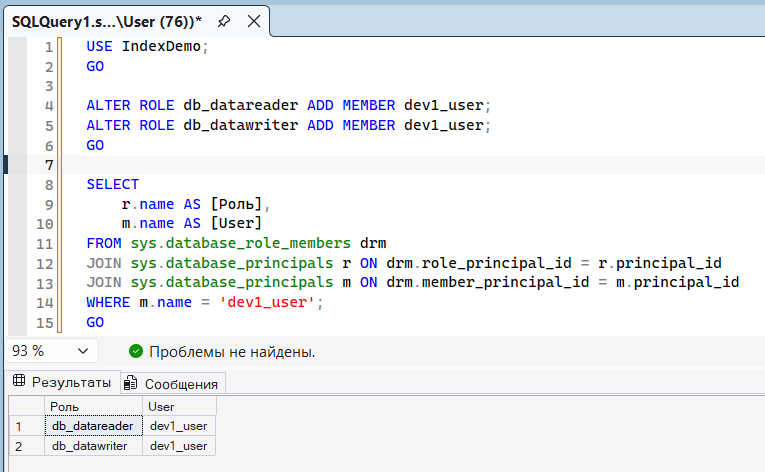 SQLQuery1.s...\User (76))*
1 USE IndexDemo;
2 GO
3
4 ALTER ROLE db_datareader ADD MEMBER dev1_user;
5 ALTER ROLE db_datawriter ADD MEMBER dev1_user;
6 GO
7
8 SELECT
9 r.name AS [Роль],
10 m.name AS [User]
11 FROM sys.database_role_members drm
12 JOIN sys.database_principals r ON drm.role_principal_id = r.principal_id
13 JOIN sys.database_principals m ON drm.member_principal_id = m.principal_id
14 WHERE m.name = 'dev1_user';
15 GO
93 % Проблемы не найдены.
Результаты Сообщения
Роль User
1 db_datareader dev1_user
2 db_datawriter dev1_user